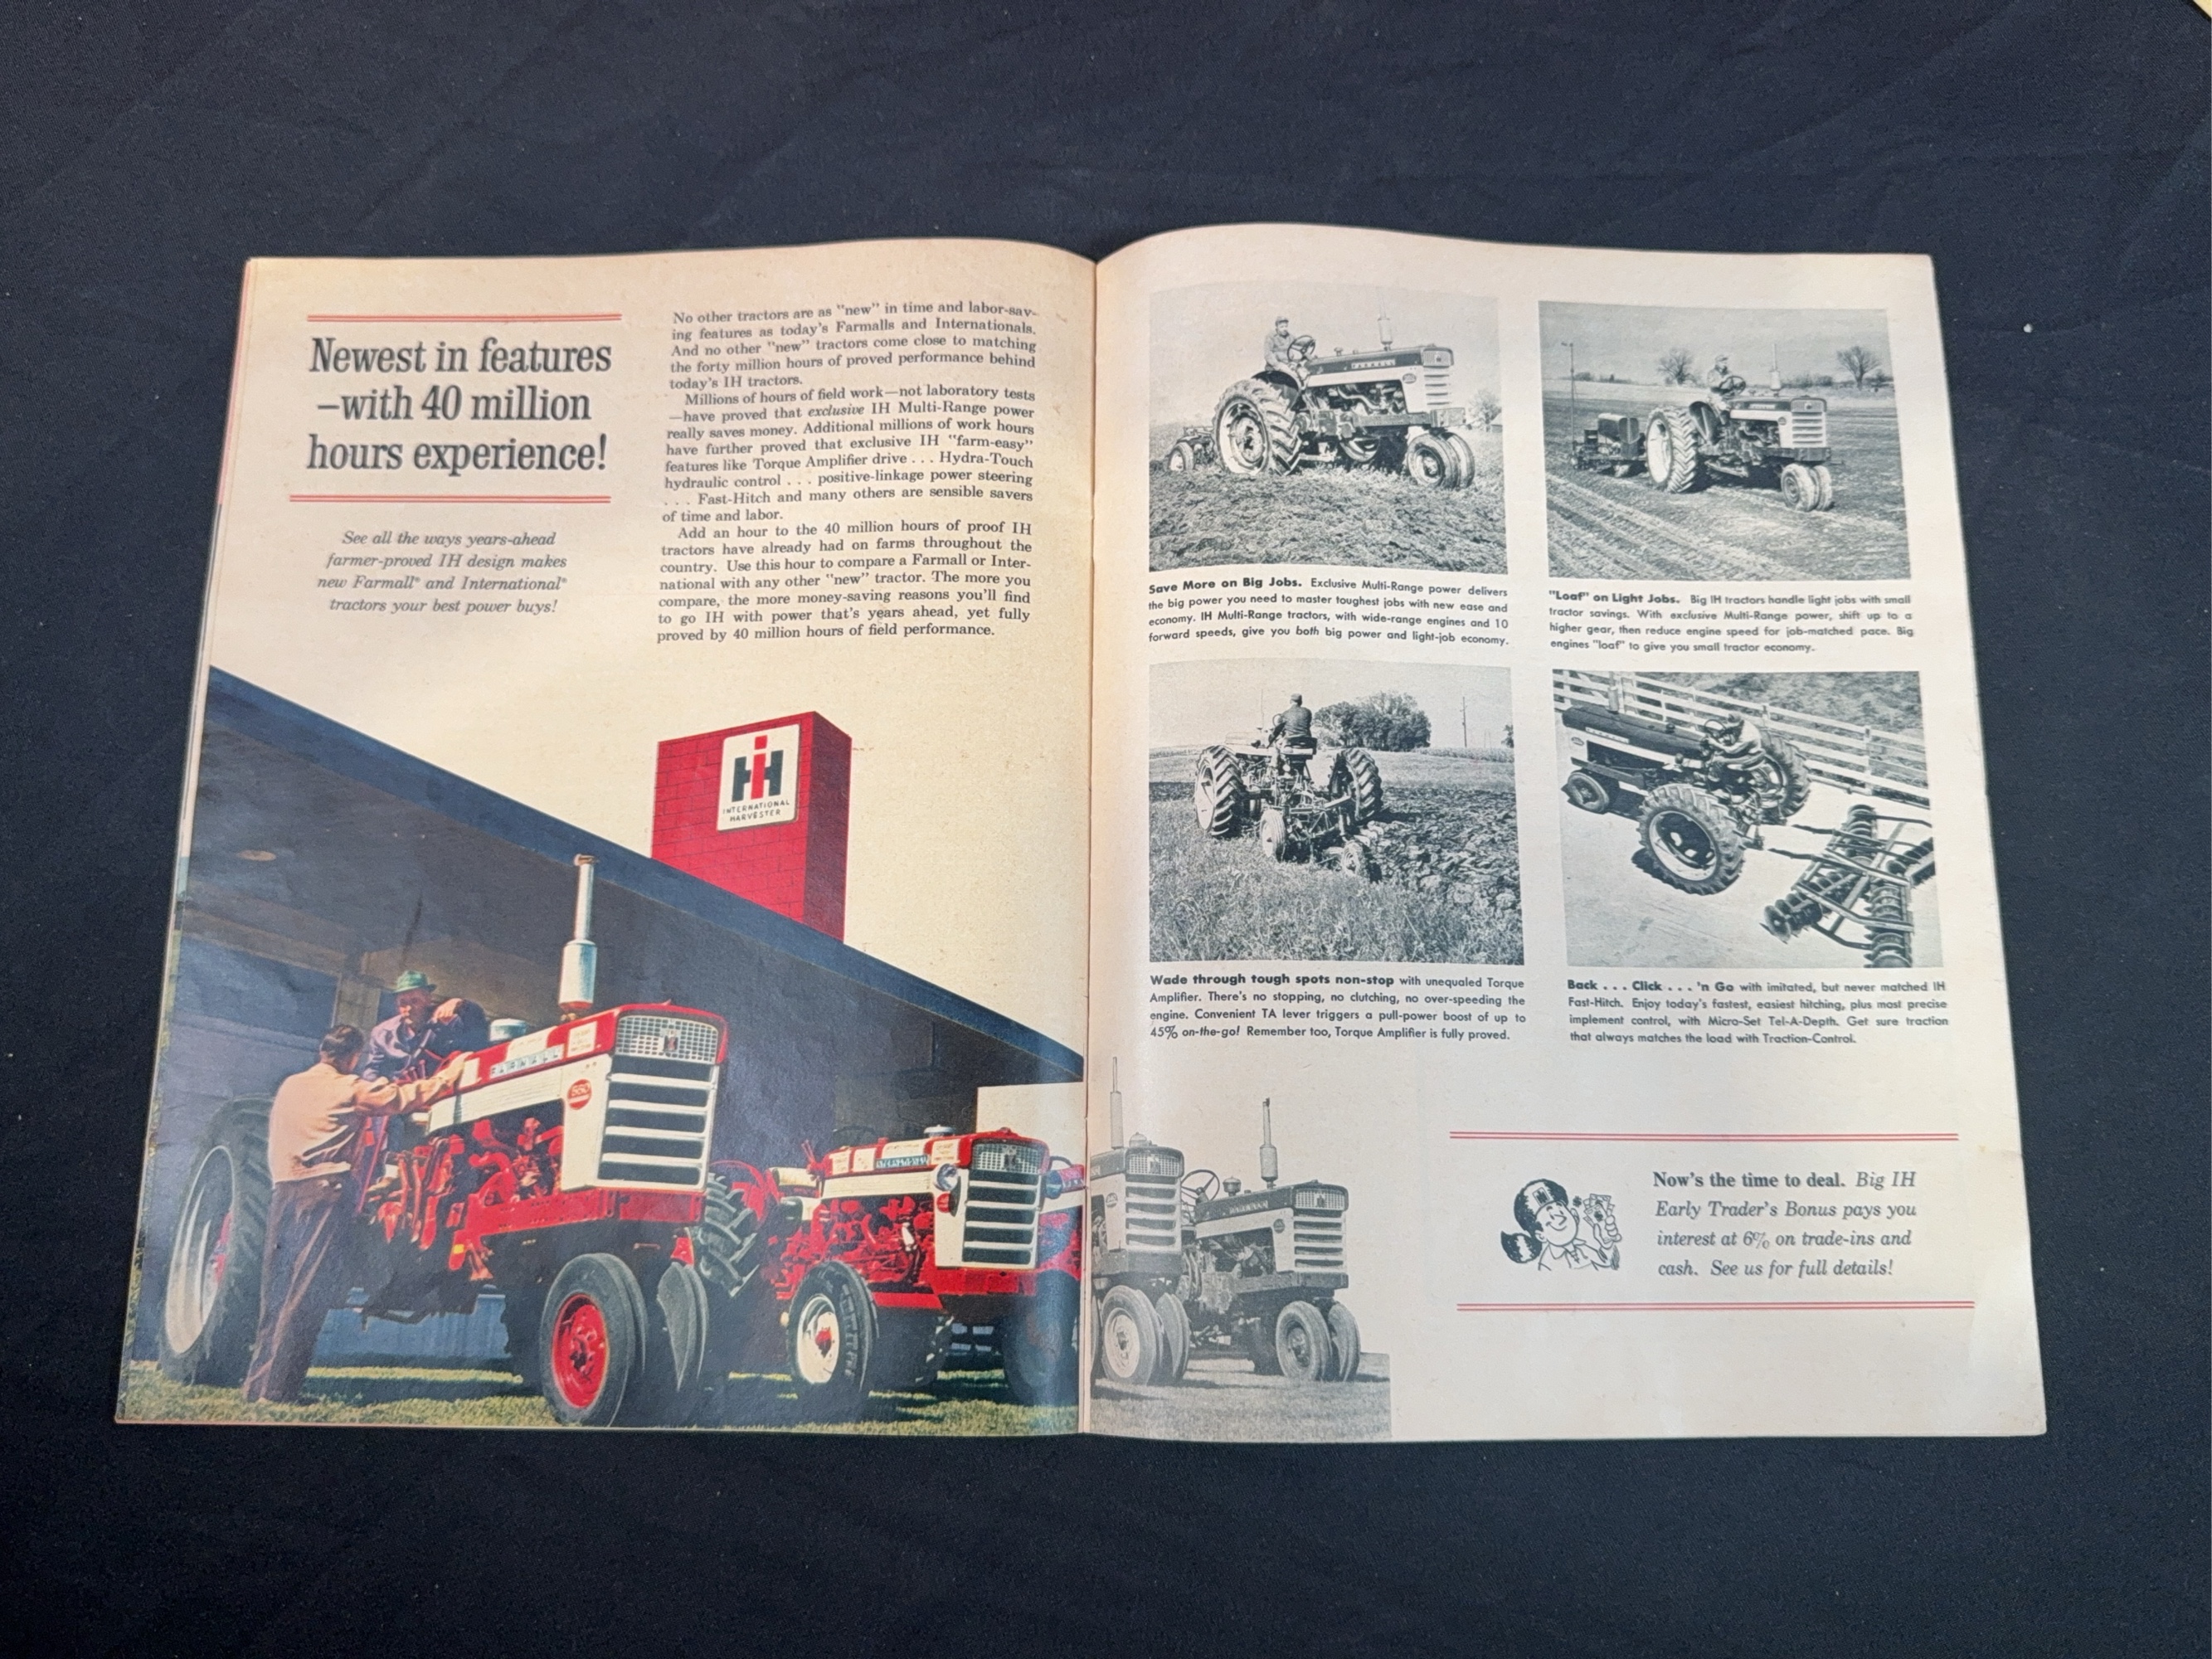 Newest in features
–with 40 million
hours experience!
See all the ways years-ahead
farmer-proved IH design makes
new Farmall® and International®
tractors your best power buys!
No other tractors are as "new" in time and labor-sav-
ing features as today's Farmalls and Internationals.
And no other "new" tractors come close to matching
the forty million hours of proved performance behind
today's IH tractors.
Millions of hours of field work—not laboratory tests
—have proved that exclusive IH Multi-Range power
really saves money. Additional millions of work hours
have further proved that exclusive IH "farm-easy"
features like Torque Amplifier drive . . . Hydra-Touch
hydraulic control . . . positive-linkage power steering
. . . Fast-Hitch and many others are sensible savers
of time and labor.
Add an hour to the 40 million hours of proof IH
tractors have already had on farms throughout the
country. Use this hour to compare a Farmall or Inter-
national with any other "new" tractor. The more you
compare, the more money-saving reasons you'll find
to go IH with power that's years ahead, yet fully
proved by 40 million hours of field performance.
IH
INTERNATIONAL
HARVESTER
FARMALL
560
Save More on Big Jobs. Exclusive Multi-Range power delivers
the big power you need to master toughest jobs with new ease and
economy. IH Multi-Range tractors, with wide-range engines and 10
forward speeds, give you both big power and light-job economy.
"Loaf" on Light Jobs. Big IH tractors handle light jobs with small
tractor savings. With exclusive Multi-Range power, shift up to a
higher gear, then reduce engine speed for job-matched pace. Big
engines "loaf" to give you small tractor economy.
Wade through tough spots non-stop with unequaled Torque
Amplifier. There's no stopping, no clutching, no over-speeding the
engine. Convenient TA lever triggers a pull-power boost of up to
45% on-the-go! Remember too, Torque Amplifier is fully proved.
Back . . . Click . . . 'n Go with imitated, but never matched IH
Fast-Hitch. Enjoy today's fastest, easiest hitching, plus most precise
implement control, with Micro-Set Tel-A-Depth. Get sure traction
that always matches the load with Traction-Control.
Now's the time to deal. Big IH
Early Trader's Bonus pays you
interest at 6% on trade-ins and
cash. See us for full details!